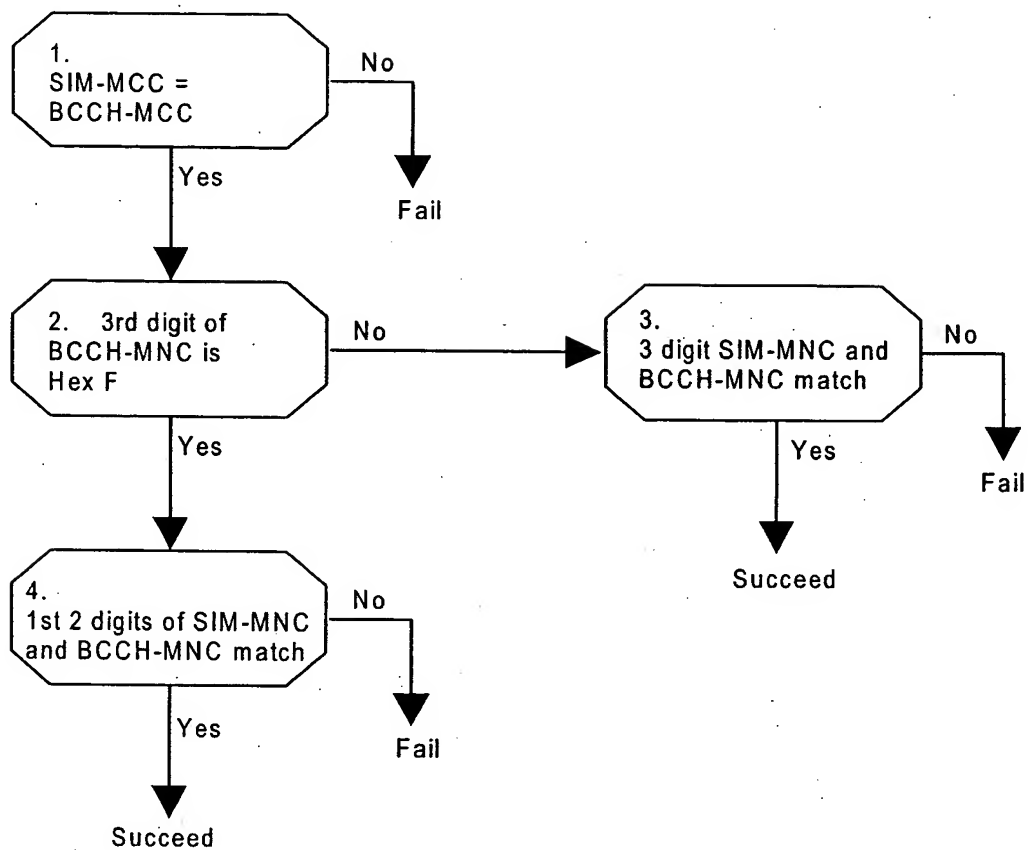 1.
SIM-MCC =
BCCH-MCC
No
Yes
Fail
2. 3rd digit of
BCCH-MNC is
Hex F
No
3.
3 digit SIM-MNC and
BCCH-MNC match
No
Yes
Yes
Fail
Succeed
4.
1st 2 digits of SIM-MNC
and BCCH-MNC match
No
Yes
Fail
Succeed